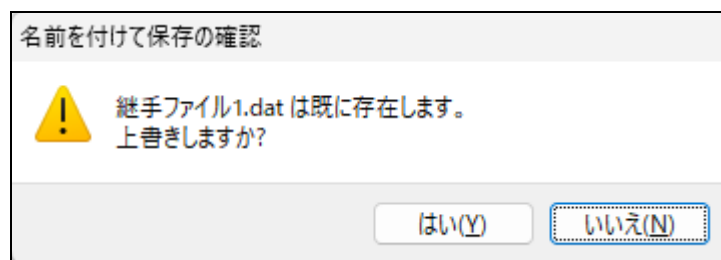 名前を付けて保存の確認
継手ファイル1.dat は既に存在します。
上書きしますか?
はい(Y)
いいえ(N)